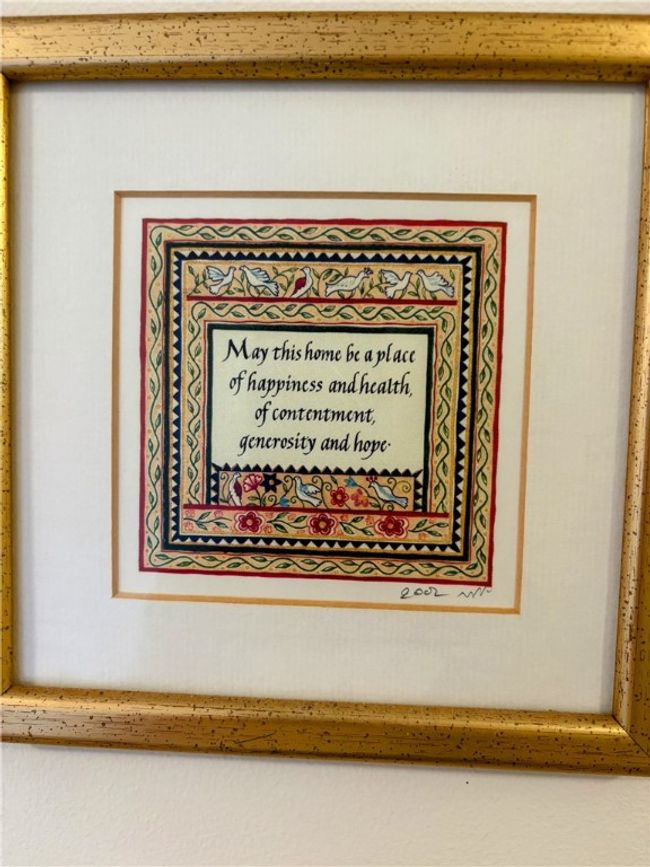 May this home be a place
of happiness and health,
of contentment,
generosity and hope.
2002